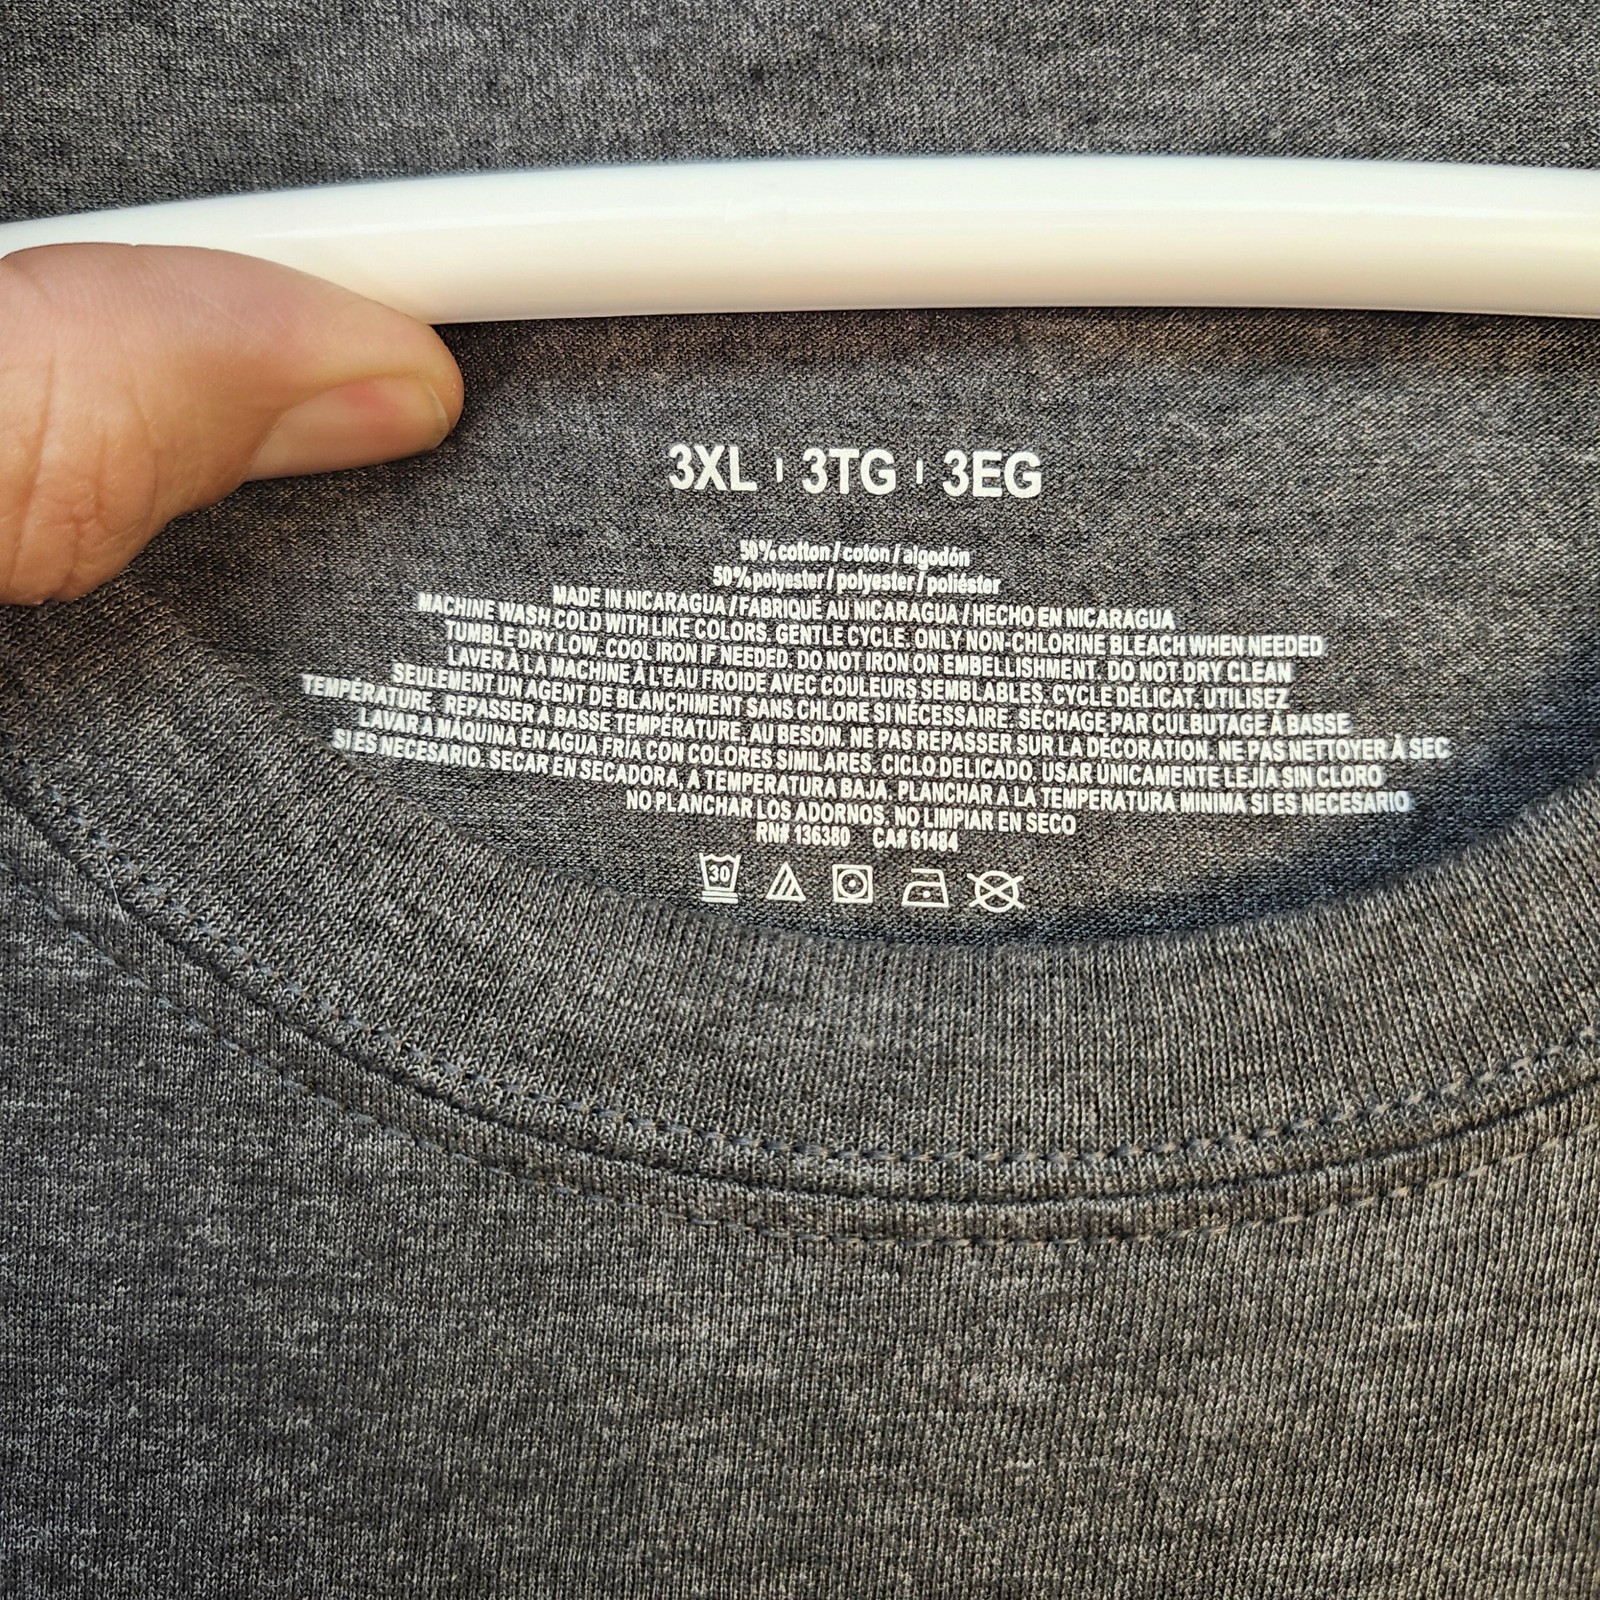 3XL | 3TG | 3EG
50% cotton / coton / algodón
50% polyester / polyester / poliéster
MADE IN NICARAGUA / FABRIQUÉ AU NICARAGUA / HECHO EN NICARAGUA
MACHINE WASH COLD WITH LIKE COLORS. GENTLE CYCLE. ONLY NON-CHLORINE BLEACH WHEN NEEDED
TUMBLE DRY LOW. COOL IRON IF NEEDED. DO NOT IRON ON EMBELLISHMENT. DO NOT DRY CLEAN
LAVER À LA MACHINE À L'EAU FROIDE AVEC COULEURS SEMBLABLES. CYCLE DÉLICAT. UTILISEZ
SEULEMENT UN AGENT DE BLANCHIMENT SANS CHLORE SI NÉCESSAIRE. SÉCHAGE PAR CULBUTAGE À BASSE
TEMPÉRATURE. REPASSER À BASSE TEMPÉRATURE, AU BESOIN. NE PAS REPASSER SUR LA DÉCORATION. NE PAS NETTOYER À SEC
LAVAR A MÁQUINA EN AGUA FRÍA CON COLORES SIMILARES. CICLO DELICADO. USAR ÚNICAMENTE LEJÍA SIN CLORO
SI ES NECESARIO. SECAR EN SECADORA, A TEMPERATURA BAJA. PLANCHAR A LA TEMPERATURA MÍNIMA SI ES NECESARIO
NO PLANCHAR LOS ADORNOS. NO LIMPIAR EN SECO
RN# 136380 CA# 61484
30